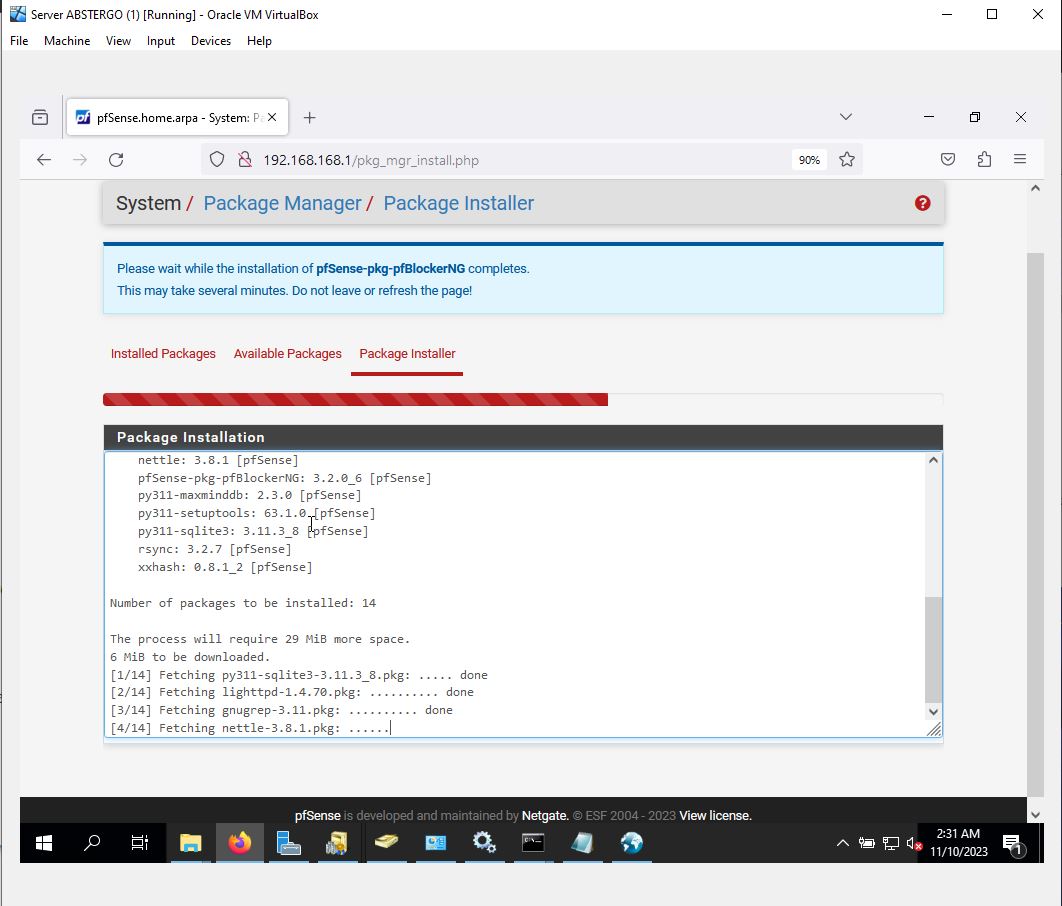 Server ABSTERGO (1) [Running] - Oracle VM VirtualBox
File Machine View Input Devices Help
pfSense.home.arpa - System: Pa
192.168.168.1/pkg_mgr_install.php
90%
System / Package Manager / Package Installer
Please wait while the installation of pfSense-pkg-pfBlockerNG completes.
This may take several minutes. Do not leave or refresh the page!
Installed Packages Available Packages Package Installer
Package Installation
nettle: 3.8.1 [pfSense]
pfSense-pkg-pfBlockerNG: 3.2.0_6 [pfSense]
py311-maxminddb: 2.3.0 [pfSense]
py311-setuptools: 63.1.0 [pfSense]
py311-sqlite3: 3.11.3_8 [pfSense]
rsync: 3.2.7 [pfSense]
xxhash: 0.8.1_2 [pfSense]
Number of packages to be installed: 14
The process will require 29 MiB more space.
6 MiB to be downloaded.
[1/14] Fetching py311-sqlite3-3.11.3_8.pkg: ..... done
[2/14] Fetching lighttpd-1.4.70.pkg: .......... done
[3/14] Fetching gnugrep-3.11.pkg: .......... done
[4/14] Fetching nettle-3.8.1.pkg: ......
pfSense is developed and maintained by Netgate. © ESF 2004 - 2023 View license.
2:31 AM
11/10/2023
1